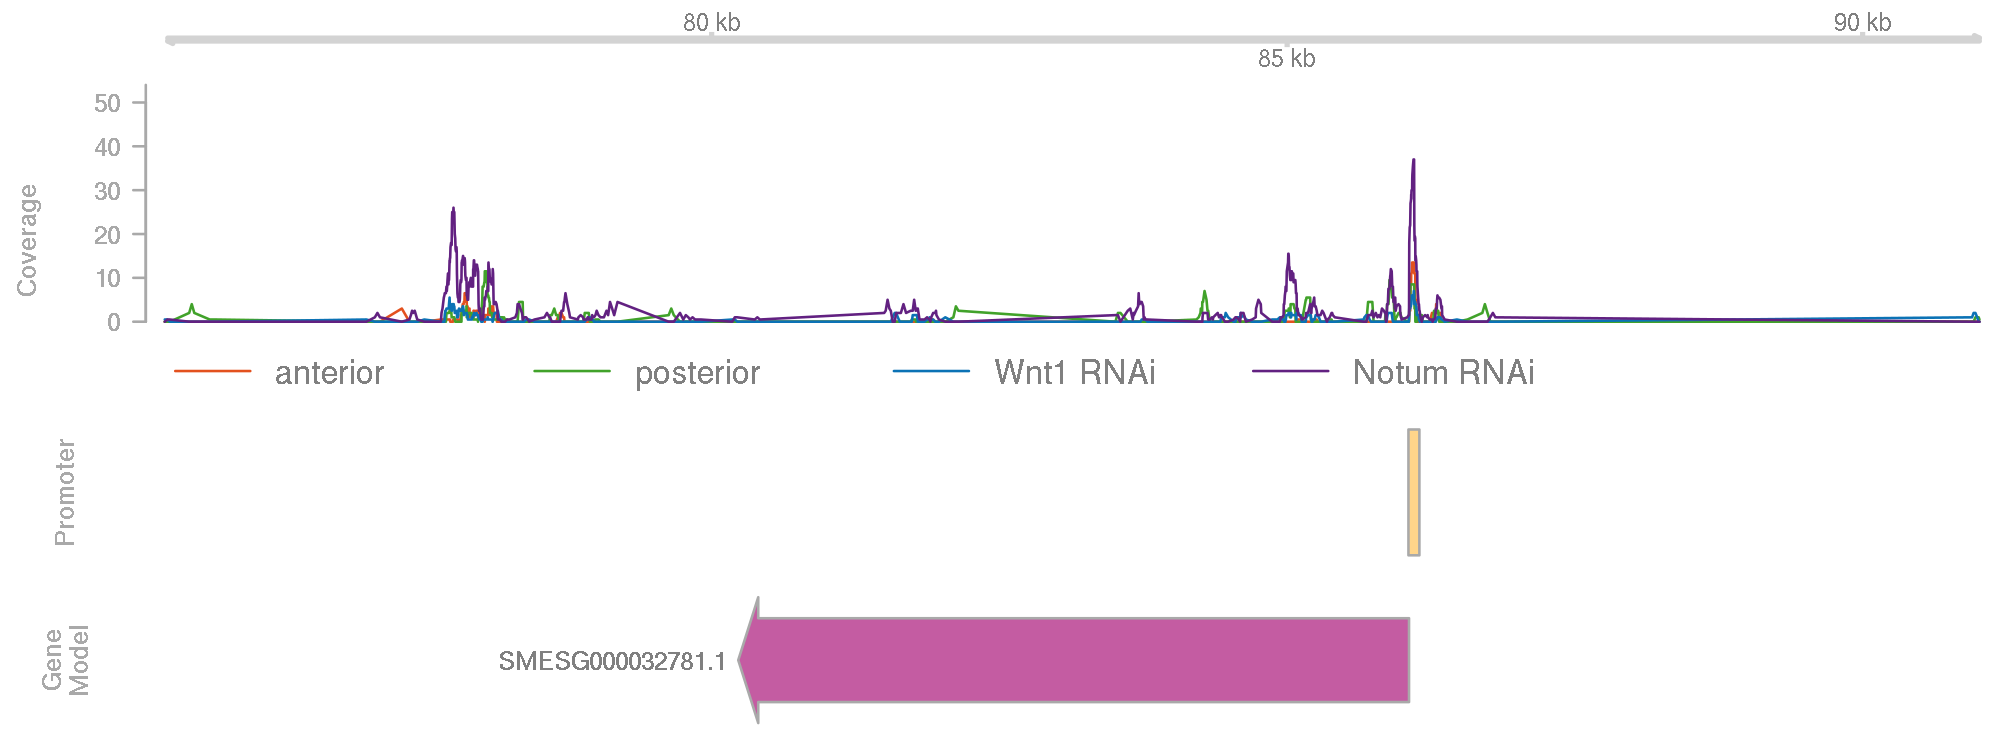 80 kb
90 kb
85 kb
50
40
30
20
10
0
Coverage
anterior posterior Wnt1 RNAi Notum RNAi
Promoter
Gene
Model
SMESG000032781.1